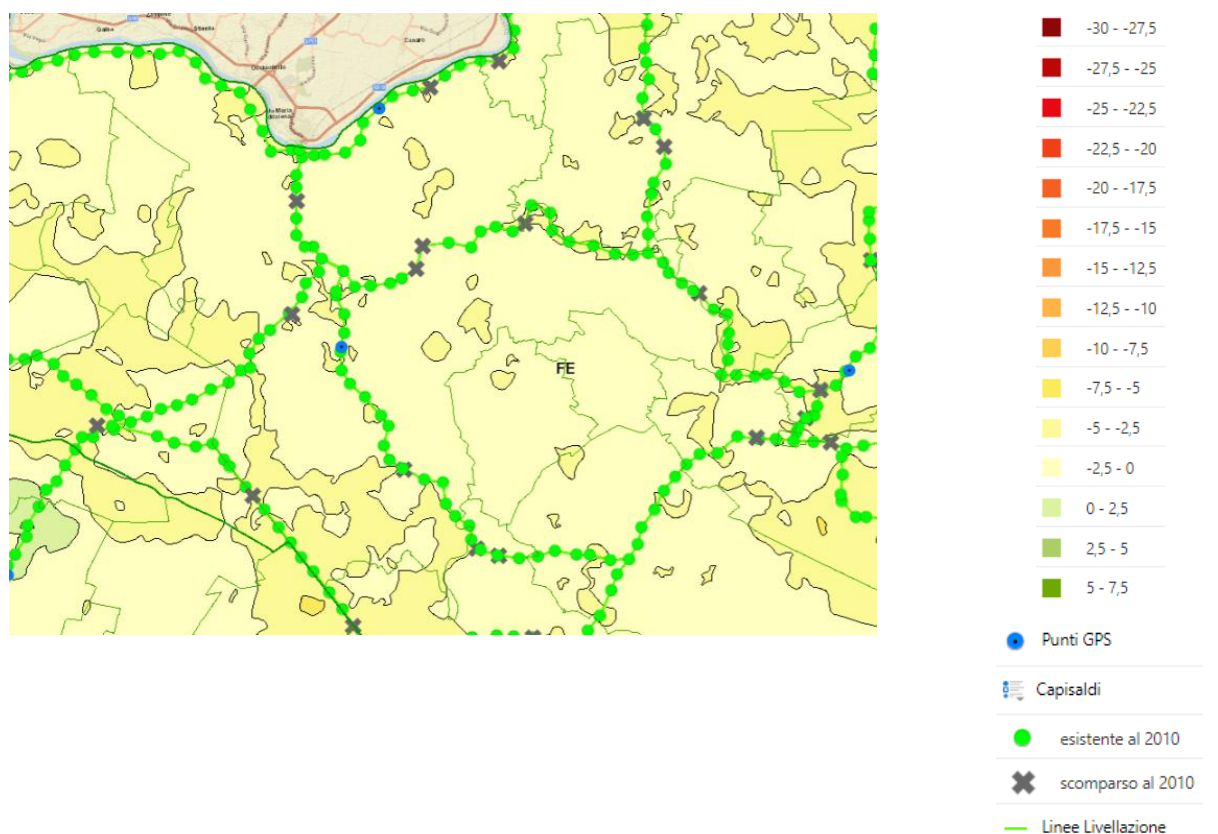 FE
-30 - -27,5
-27,5 - -25
-25 - -22,5
-22,5 - -20
-20 - -17,5
-17,5 - -15
-15 - -12,5
-12,5 - -10
-10 - -7,5
-7,5 - -5
-5 - -2,5
-2,5 - 0
0 - 2,5
2,5 - 5
5 - 7,5
Punti GPS
Capisaldi
esistente al 2010
scomparso al 2010
Linee Livellazione